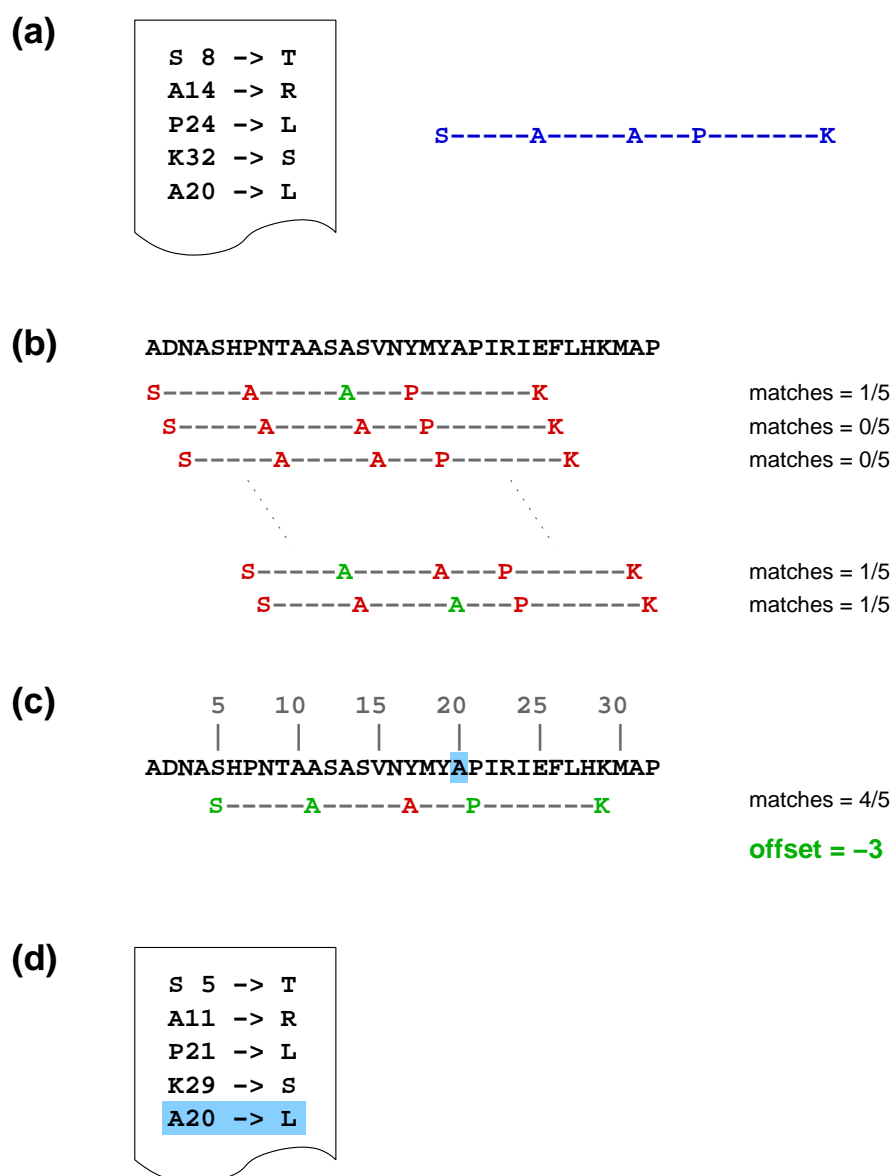 (a)
S 8 -> T
A14 -> R
P24 -> L
K32 -> S
A20 -> L
S-----A-----A---P-------K
(b)
ADNASHPNTAASASVNYMYAPIRIEFLHKMAP
S-----A-----A---P-------K matches = 1/5
S-----A-----A---P-------K matches = 0/5
S-----A-----A---P-------K matches = 0/5
S-----A-----A---P-------K matches = 1/5
S-----A-----A---P-------K matches = 1/5
(c)
5 10 15 20 25 30
ADNASHPNTAASASVNYMYAPIRIEFLHKMAP
S-----A-----A---P-------K matches = 4/5
offset = −3
(d)
S 5 -> T
A11 -> R
P21 -> L
K29 -> S
A20 -> L